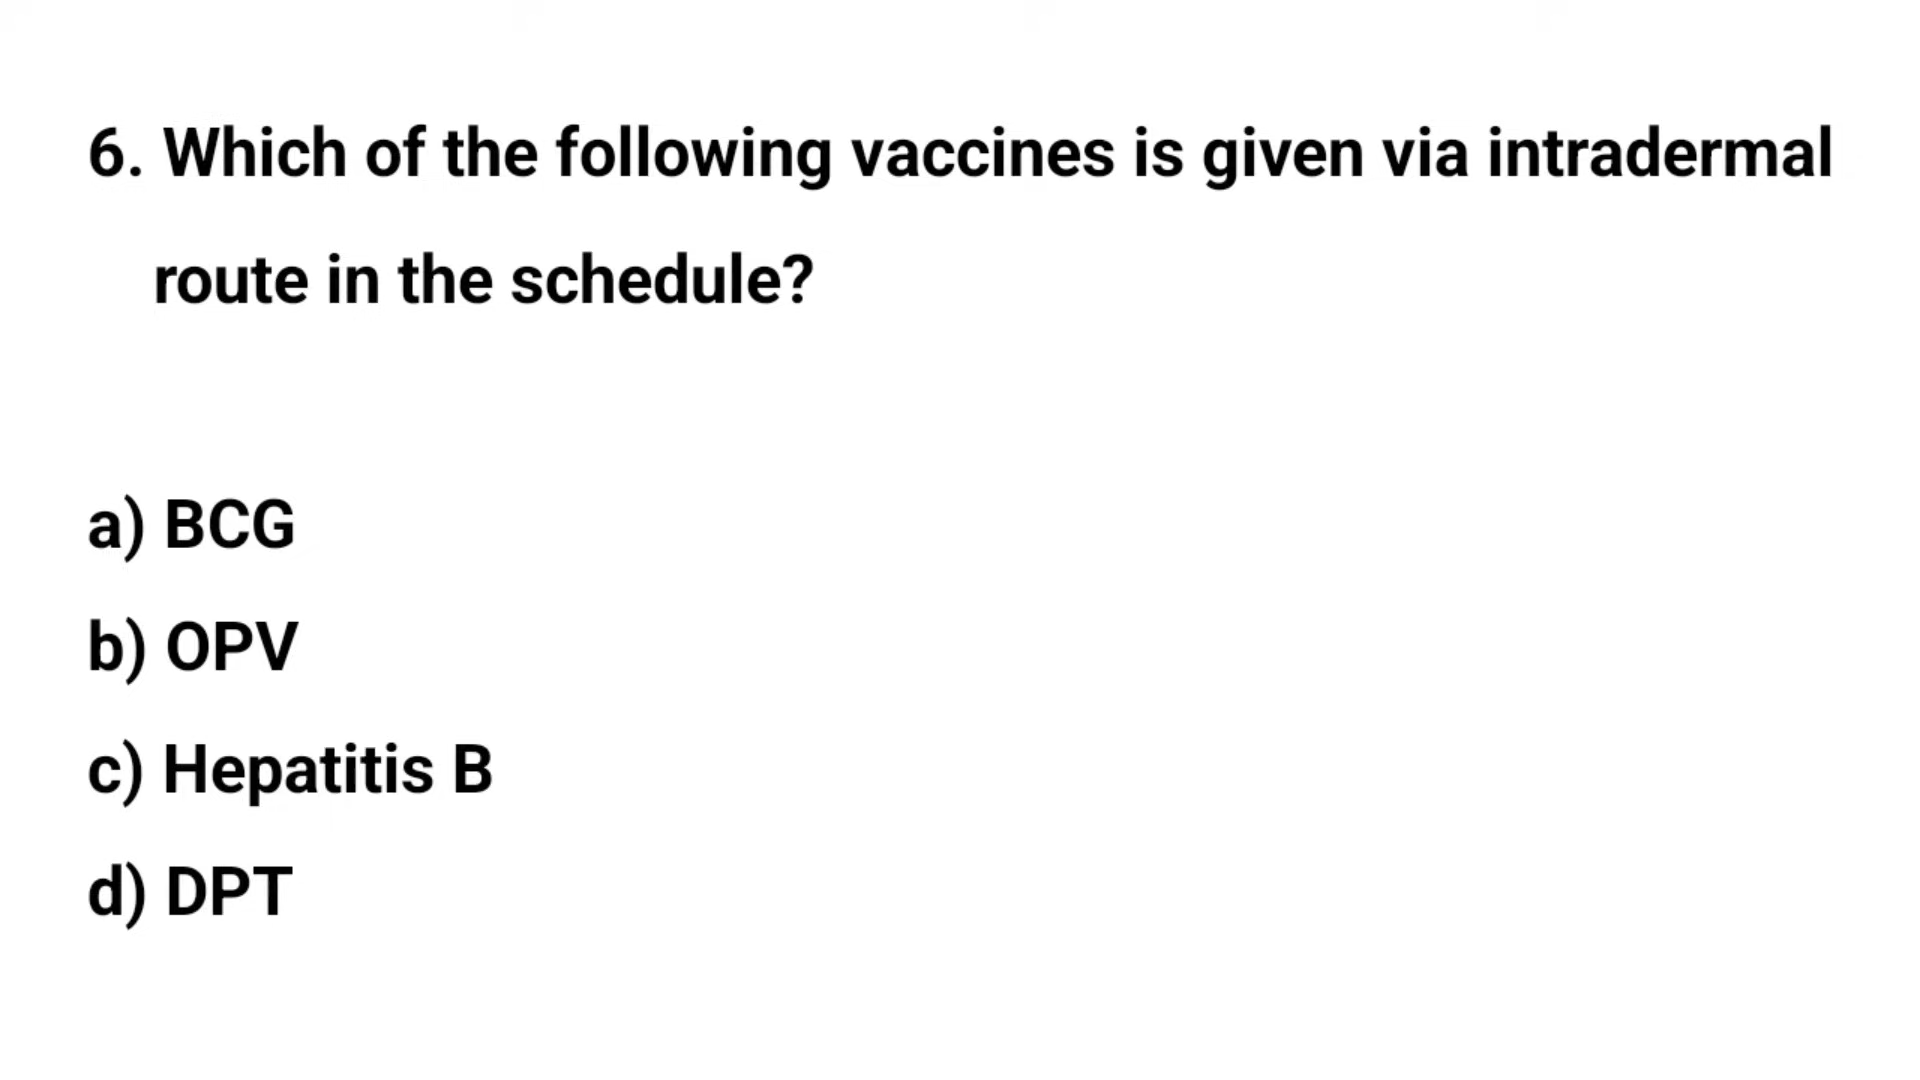 6. Which of the following vaccines is given via intradermal
route in the schedule?
a) BCG
b) OPV
c) Hepatitis B
d) DPT